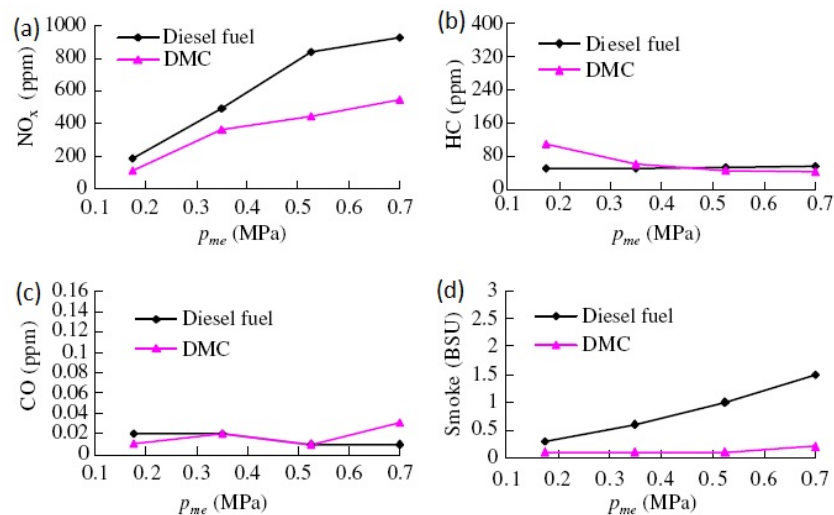 (a)
1000
800
600
400
200
0
NOx (ppm)
Diesel fuel
DMC
0.1 0.2 0.3 0.4 0.5 0.6 0.7
pme (MPa)
(b)
400
320
240
160
80
0
HC (ppm)
Diesel fuel
DMC
0.1 0.2 0.3 0.4 0.5 0.6 0.7
pme (MPa)
(c)
0.16
0.14
0.12
0.1
0.08
0.06
0.04
0.02
0
CO (ppm)
Diesel fuel
DMC
0.1 0.2 0.3 0.4 0.5 0.6 0.7
pme (MPa)
(d)
3
2.5
2
1.5
1
0.5
0
Smoke (BSU)
Diesel fuel
DMC
0.1 0.2 0.3 0.4 0.5 0.6 0.7
pme (MPa)